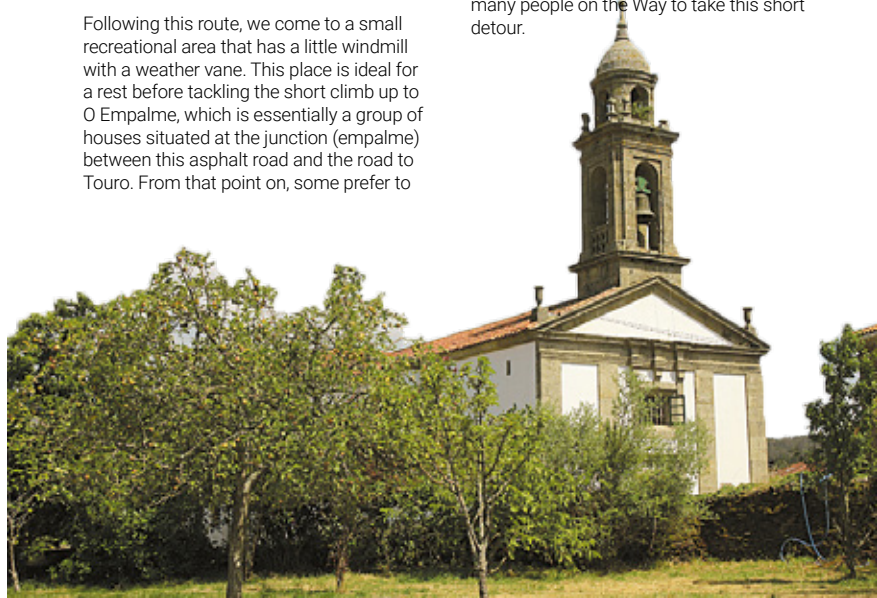 Following this route, we come to a small
recreational area that has a little windmill
with a weather vane. This place is ideal for
a rest before tackling the short climb up to
O Empalme, which is essentially a group of
houses situated at the junction (empalme)
between this asphalt road and the road to
Touro. From that point on, some prefer to
many people on the Way to take this short
detour.